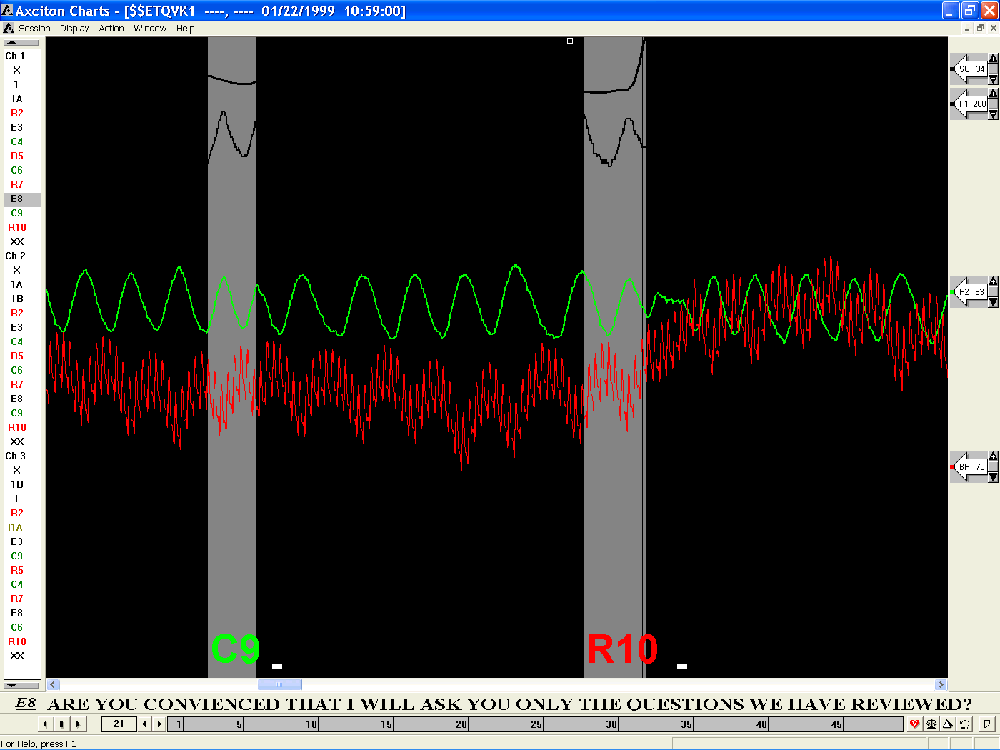 Axciton Charts - [$$ETQVK1 ----, ---- 01/22/1999 10:59:00]
Session Display Action Window Help
Ch 1
X
1
1A
R2
E3
C4
R5
C6
R7
E8
C9
R10
XX
Ch 2
X
1A
1B
R2
E3
C4
R5
C6
R7
E8
C9
R10
XX
Ch 3
X
1B
1
R2
I1A
E3
C9
R5
C4
R7
E8
C6
R10
XX
SC 34
P1 200
P2 83
BP 75
C9 R10
E8 ARE YOU CONVIENCED THAT I WILL ASK YOU ONLY THE QUESTIONS WE HAVE REVIEWED?
21 1 5 10 15 20 25 30 35 40 45
For Help, press F1